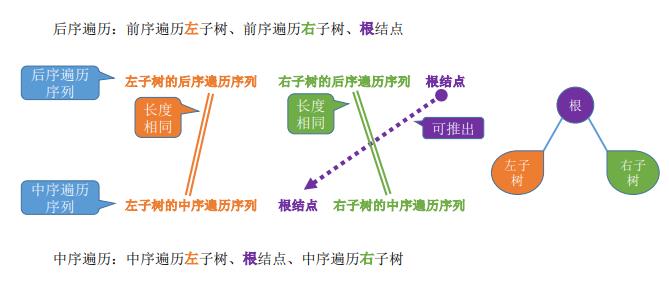 后序遍历：前序遍历左子树、前序遍历右子树、根结点
后序遍历
序列
左子树的后序遍历序列
右子树的后序遍历序列
根结点
长度
相同
长度
相同
可推出
根
左子
树
右子
树
中序遍历
序列
左子树的中序遍历序列
根结点
右子树的中序遍历序列
中序遍历：中序遍历左子树、根结点、中序遍历右子树